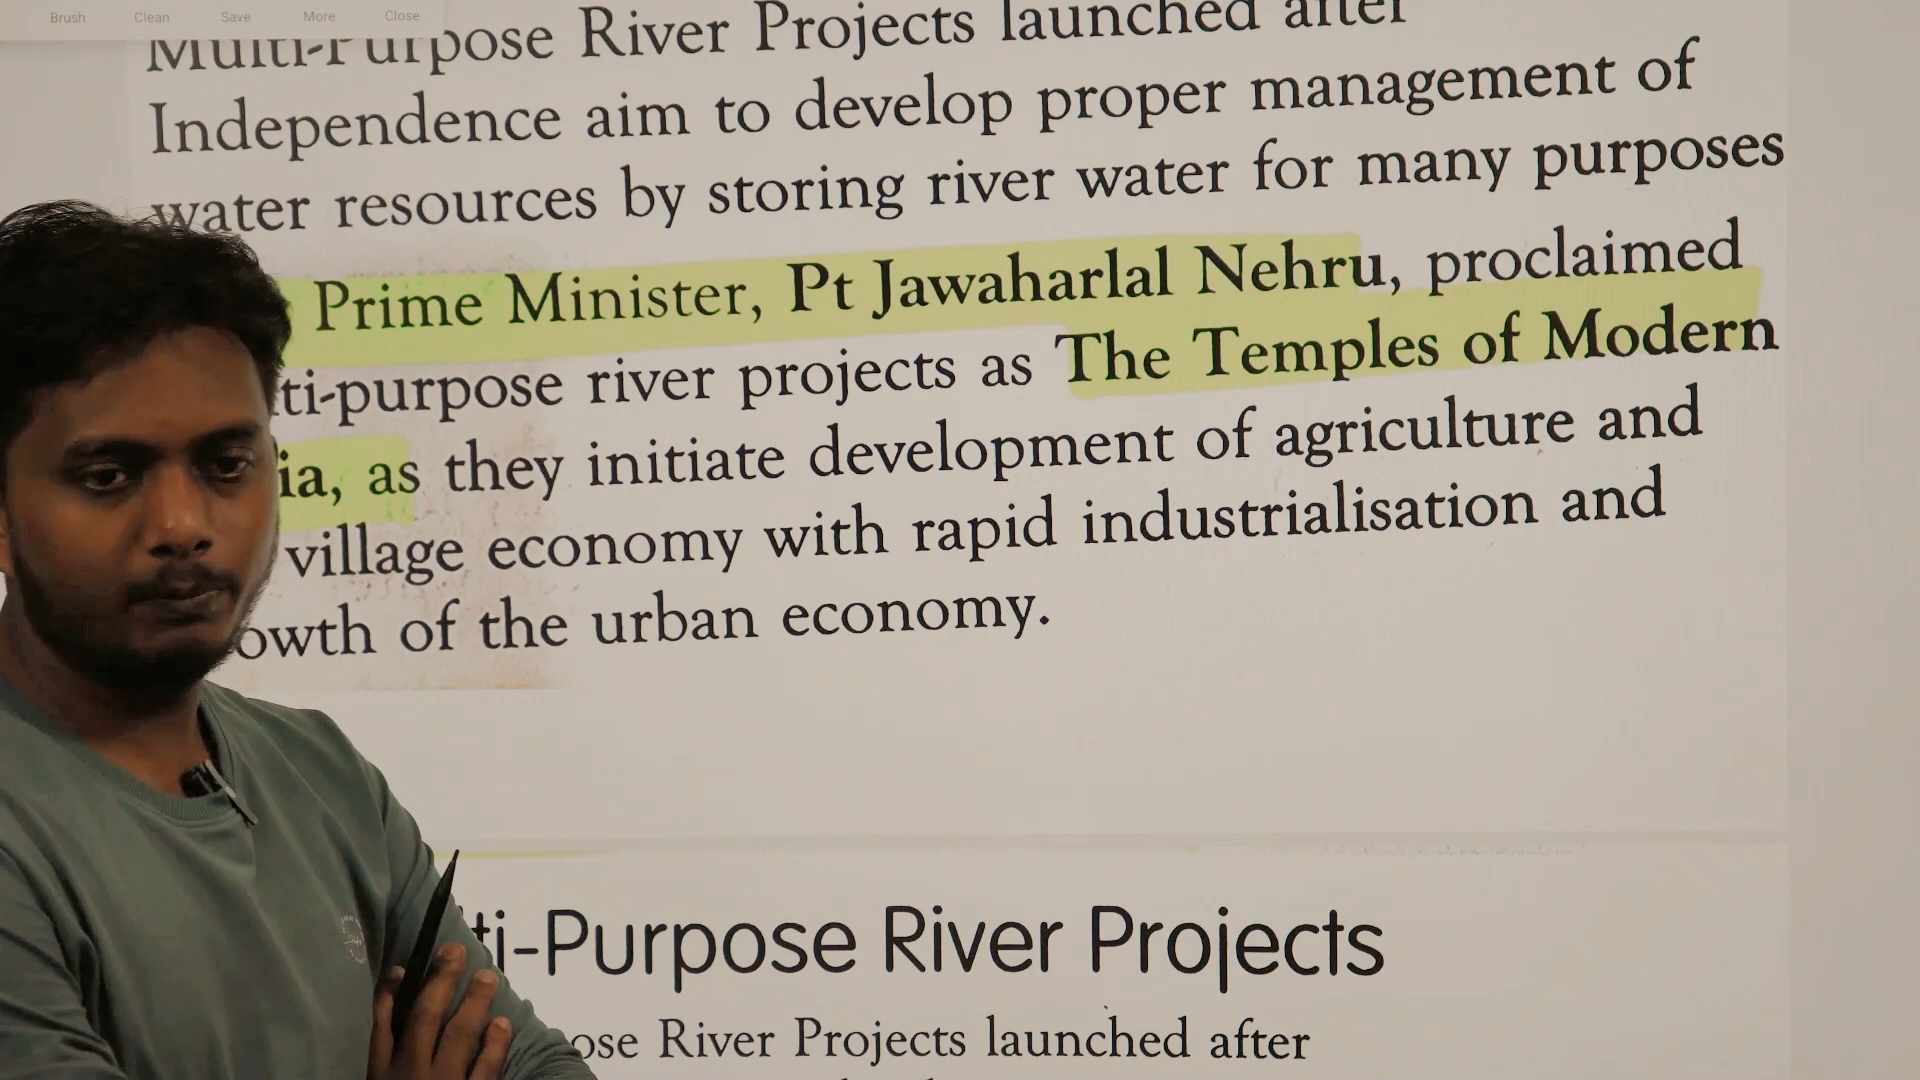 Brush Clean Save More Close
Multi-Purpose River Projects launched after
Independence aim to develop proper management of
water resources by storing river water for many purposes
Prime Minister, Pt Jawaharlal Nehru, proclaimed
ti-purpose river projects as The Temples of Modern
ia, as they initiate development of agriculture and
village economy with rapid industrialisation and
owth of the urban economy.
ti-Purpose River Projects
ose River Projects launched after